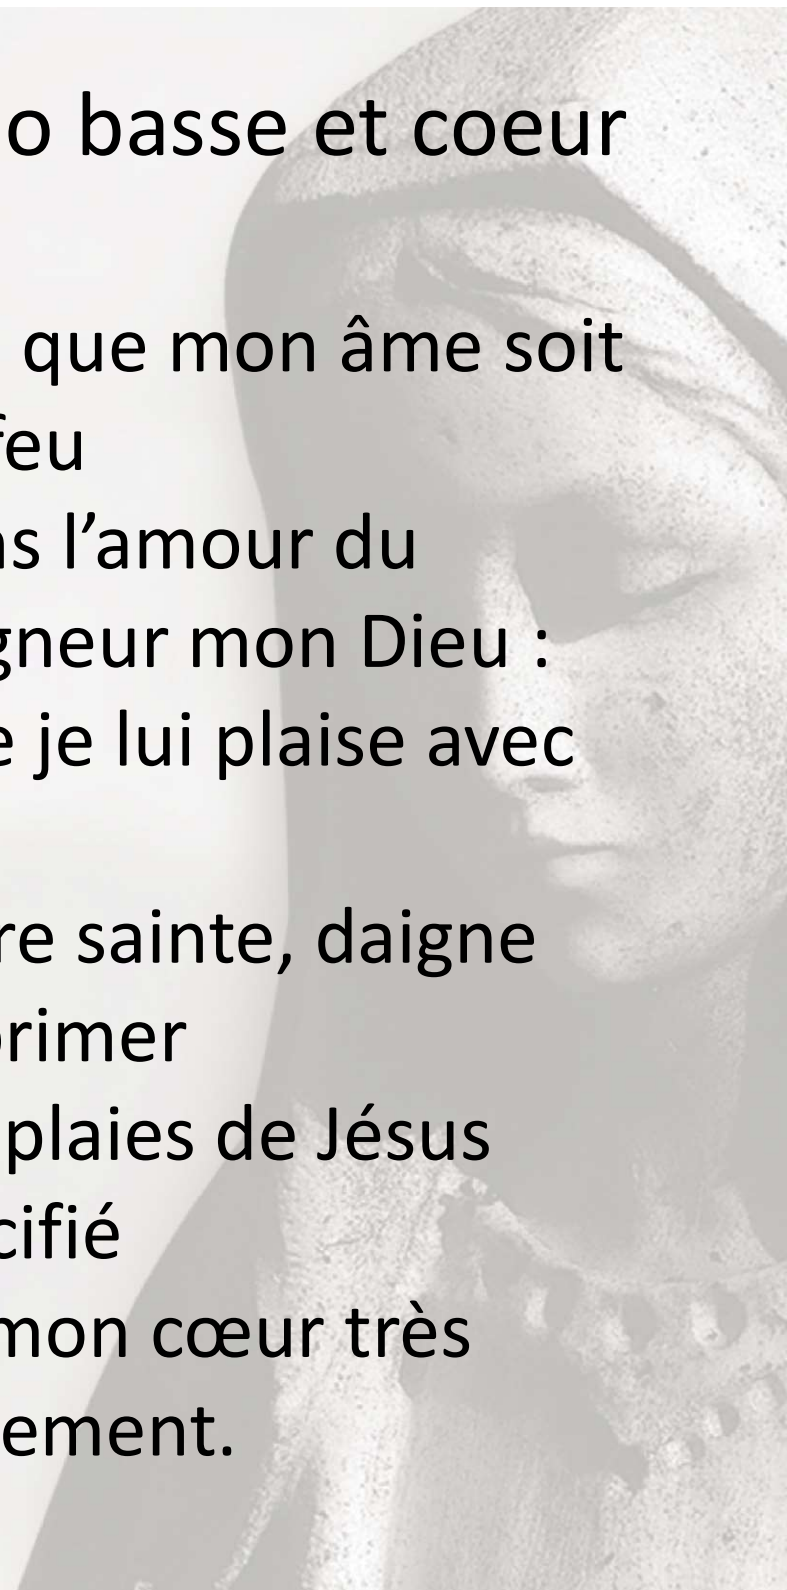 o basse et coeur
que mon âme soit
feu
ns l’amour du
gneur mon Dieu :
e je lui plaise avec
re sainte, daigne
primer
plaies de Jésus
cifié
mon cœur très
ement.